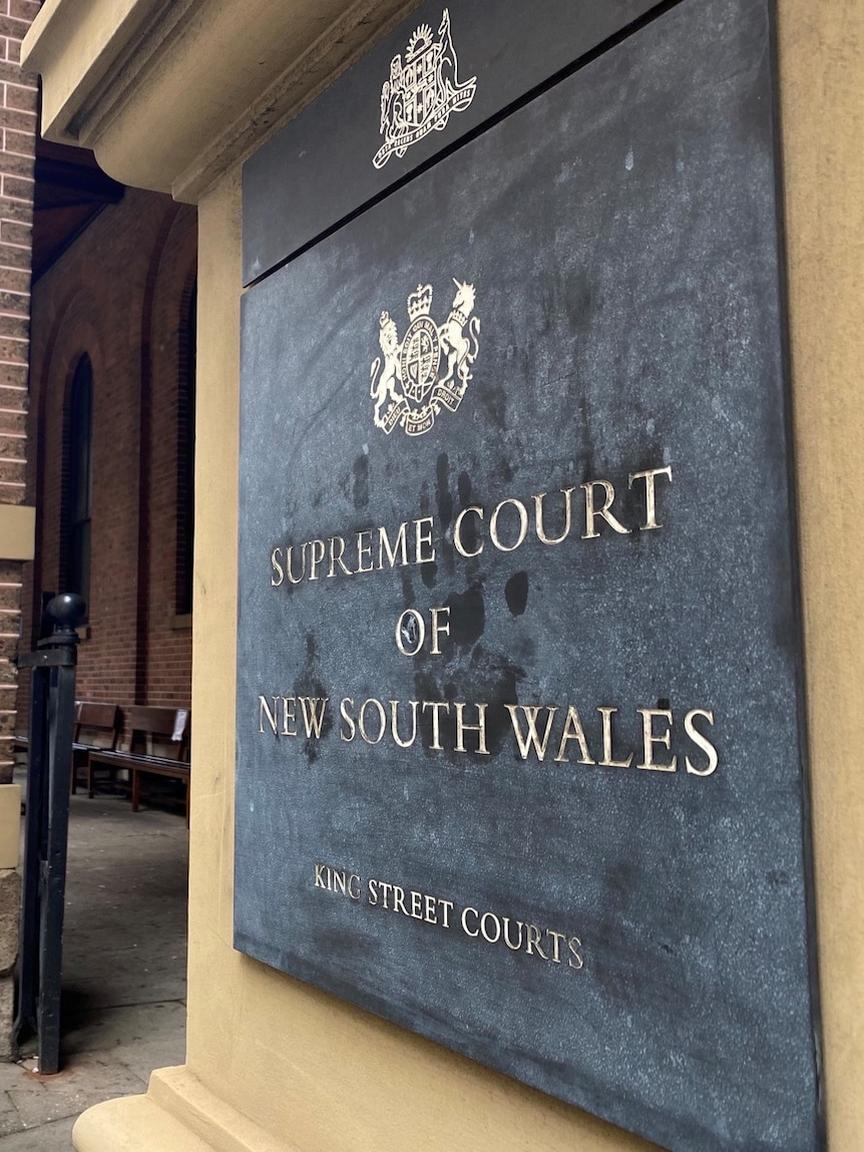 SUPREME COURT
OF
NEW SOUTH WALES
KING STREET COURTS